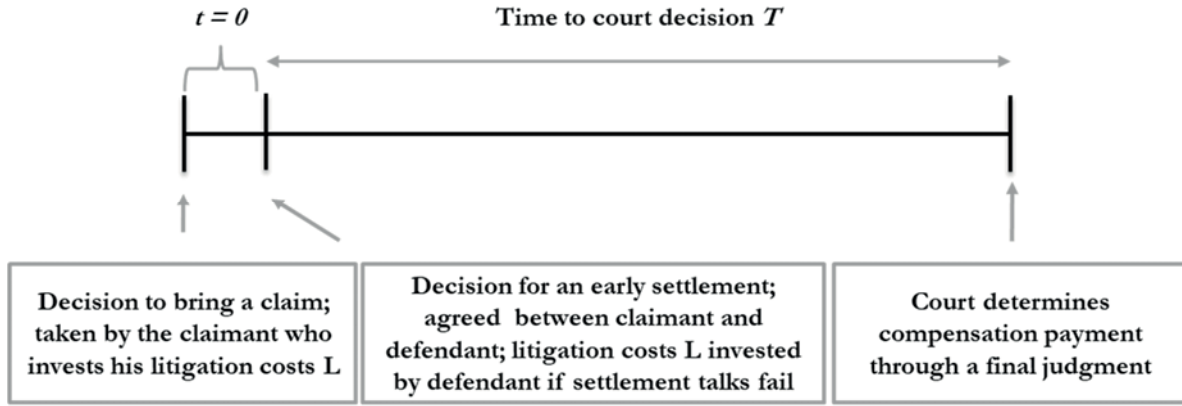 t = 0
Time to court decision T
Decision to bring a claim;
taken by the claimant who
invests his litigation costs L
Decision for an early settlement;
agreed between claimant and
defendant; litigation costs L invested
by defendant if settlement talks fail
Court determines
compensation payment
through a final judgment